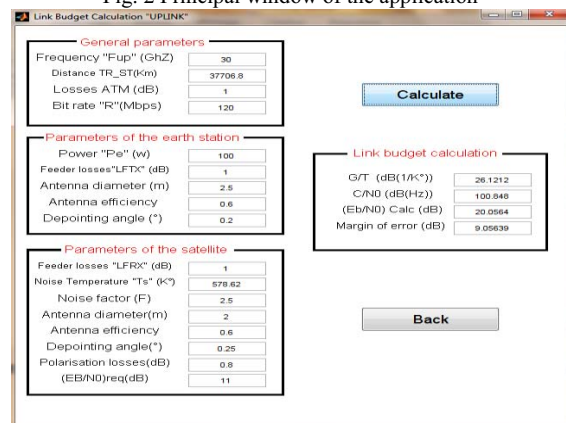 Fig. 2 Principal window of the application
Link Budget Calculation "UPLINK"
General parameters
Frequency "Fup" (GhZ) 30
Distance TR_ST(Km) 37706.8
Losses ATM (dB) 1
Bit rate "R"(Mbps) 120
Parameters of the earth station
Power "Pe" (w) 100
Feeder losses"LFTX" (dB) 1
Antenna diameter (m) 2.5
Antenna efficiency 0.6
Depointing angle (°) 0.2
Parameters of the satellite
Feeder losses "LFRX" (dB) 1
Noise Temperature "Ts" (K°) 578.62
Noise factor (F) 2.5
Antenna diameter(m) 2
Antenna efficiency 0.6
Depointing angle(°) 0.25
Polarisation losses(dB) 0.8
(EB/N0)req(dB) 11
Calculate
Link budget calculation
G/T (dB(1/K°)) 26.1212
C/N0 (dB(Hz)) 100.848
(Eb/N0) Calc (dB) 20.0564
Margin of error (dB) 9.05639
Back